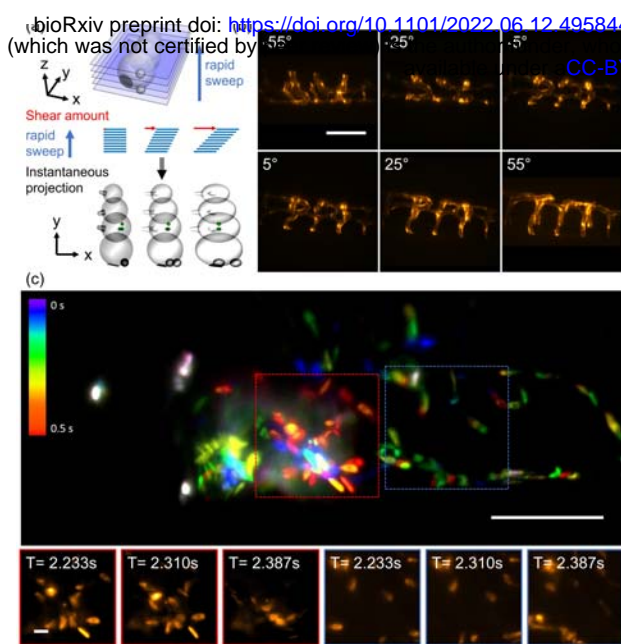 bioRxiv preprint doi: https://doi.org/10.1101/2022.06.12.49584
(which was not certified by
available under
CC-B
z
y
x
rapid
sweep
Shear amount
rapid
sweep
Instantaneous
projection
y
x
-55°
-25°
-5°
5°
25°
55°
(c)
0 s
0.5 s
T= 2.233s
T= 2.310s
T= 2.387s
T= 2.233s
T= 2.310s
T= 2.387s